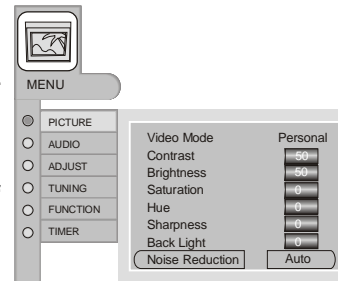 MENU
PICTURE
AUDIO
ADJUST
TUNING
FUNCTION
TIMER
Video Mode Personal
Contrast 50
Brightness 50
Saturation 0
Hue 0
Sharpness 0
Back Light 0
Noise Reduction Auto